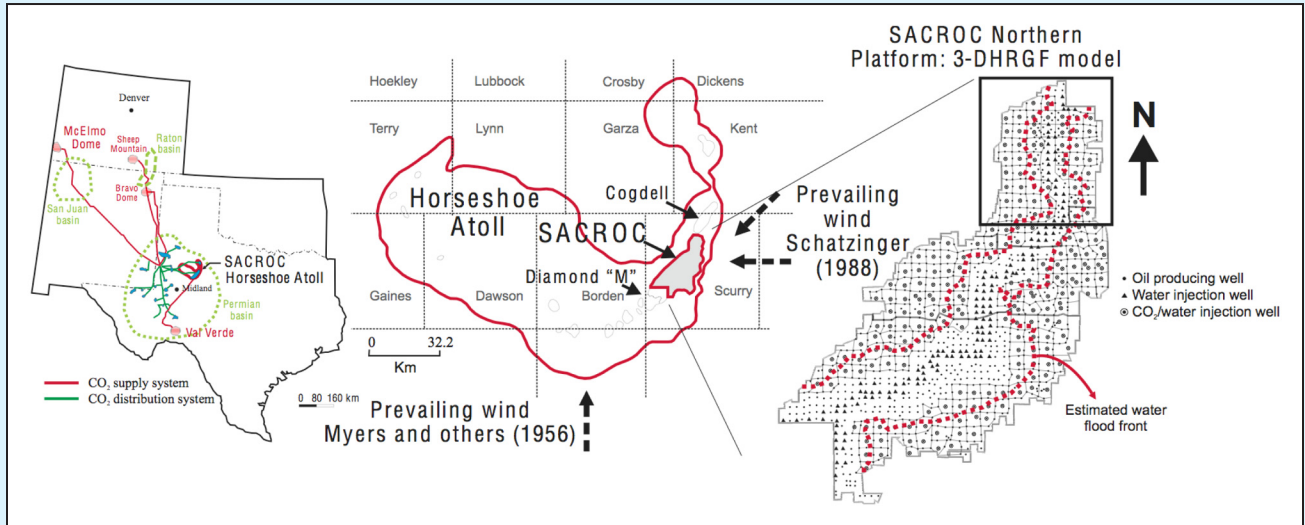 Denver
McElmo
Dome
Sheep
Mountain
Raton
basin
Bravo
Dome
San Juan
basin
SACROC
Horseshoe Atoll
Midland
Permian
basin
Val Verde
CO₂ supply system
CO₂ distribution system
0 80 160 km
Hoekley
Lubbock
Crosby
Dickens
Terry
Lynn
Garza
Kent
Horseshoe
Atoll
Cogdell
SACROC
Diamond “M”
Gaines
Dawson
Borden
Scurry
0 32.2
Km
Prevailing wind
Myers and others (1956)
Prevailing
wind
Schatzinger
(1988)
SACROC Northern
Platform: 3-DHRGF model
N
Oil producing well
Water injection well
CO₂/water injection well
Estimated water
flood front